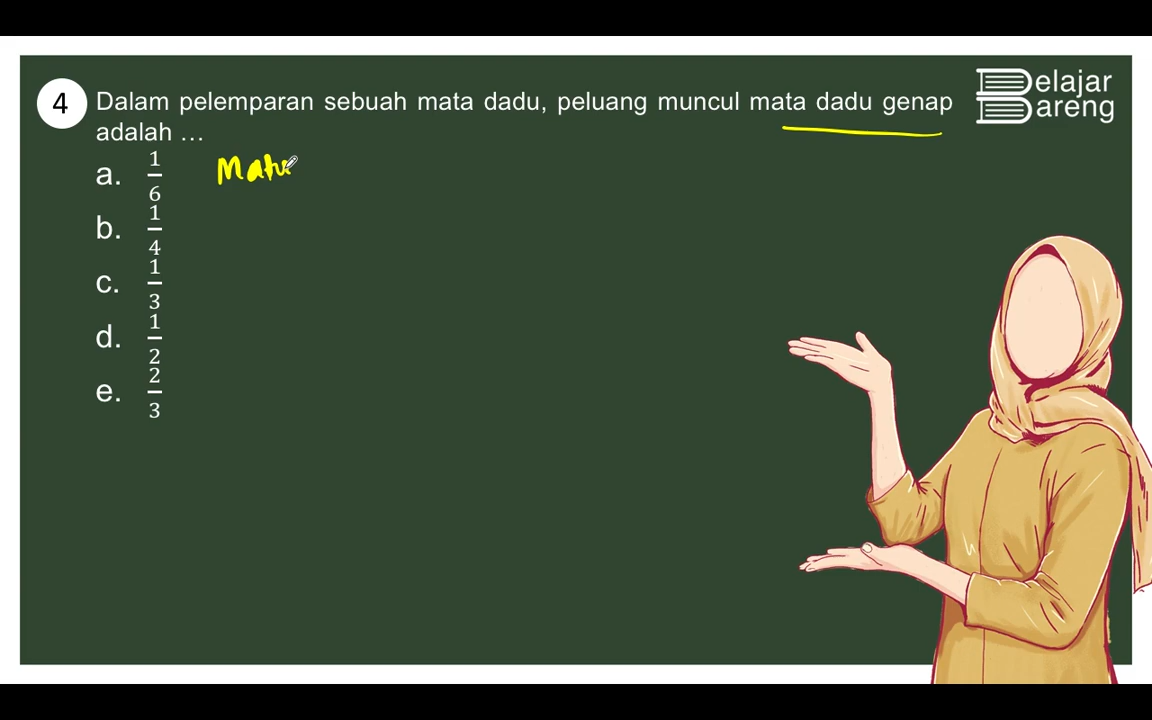 4 Dalam pelemparan sebuah mata dadu, peluang muncul mata dadu genap
adalah …
a. 1/6
b. 1/4
c. 1/3
d. 1/2
e. 2/3
Mata
Belajar
Bareng